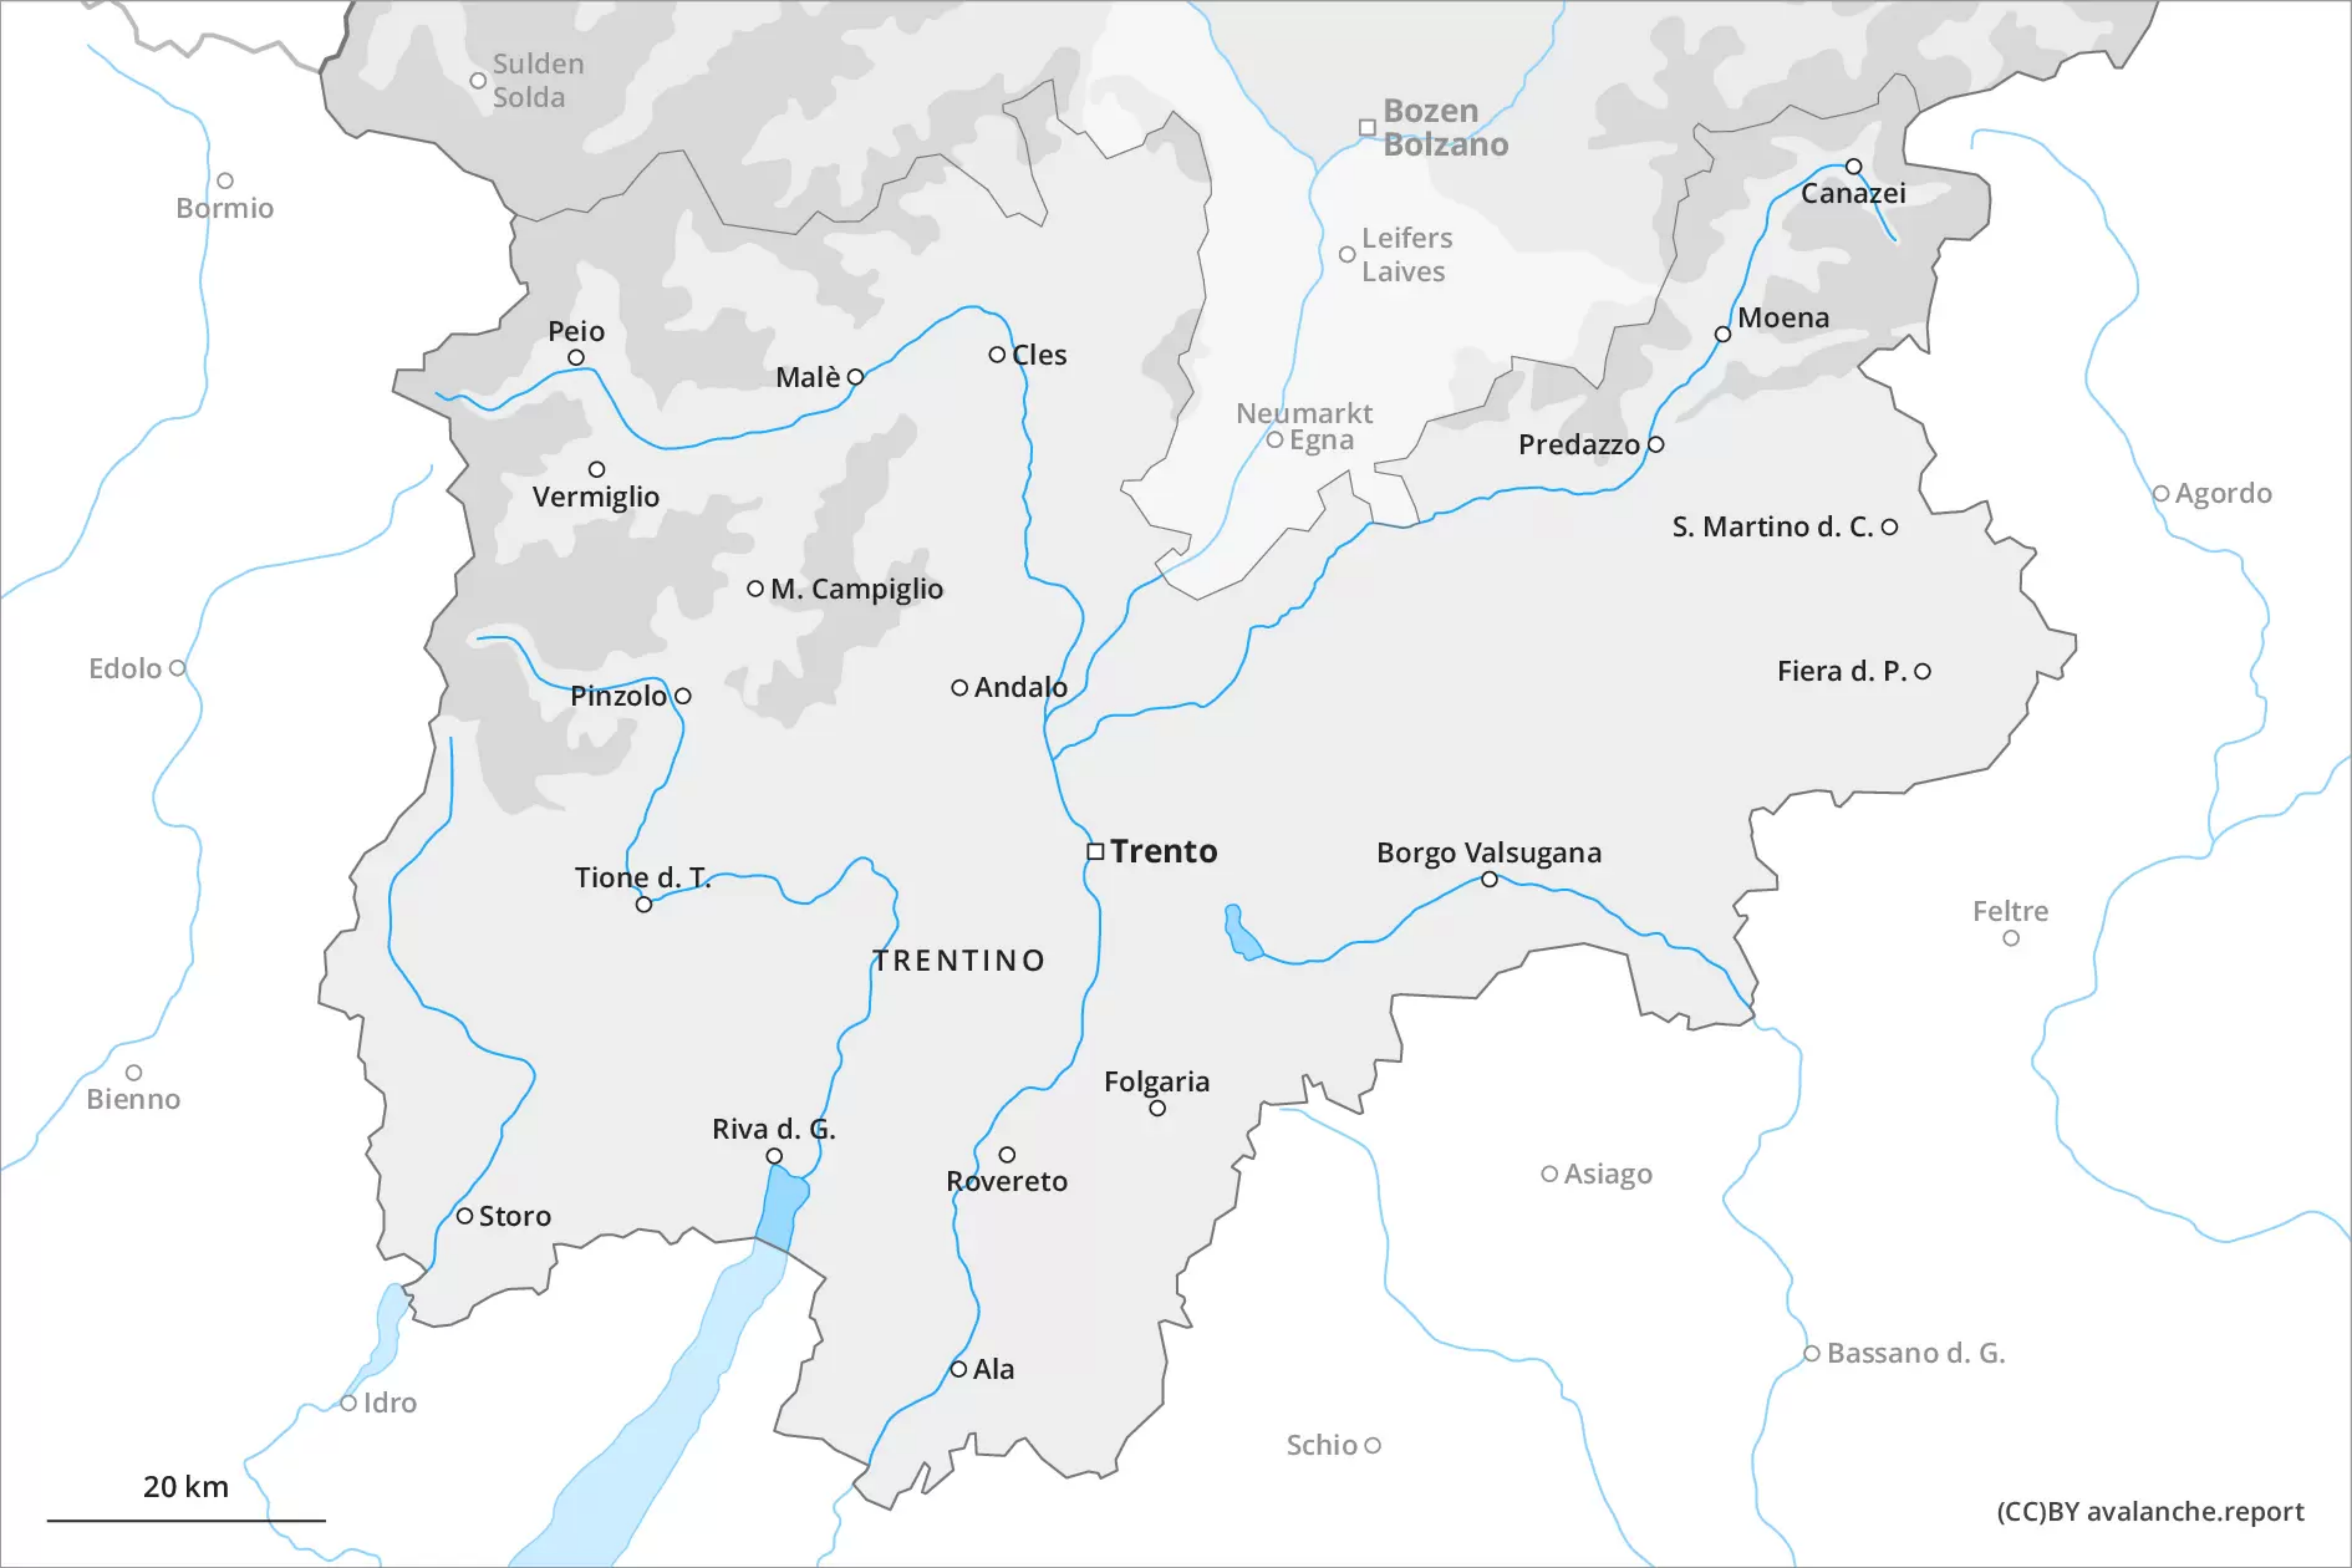 Sulden
Solda
Bozen
Bolzano
Bormio
Canazei
Leifers
Laives
Moena
Peio
Cles
Malè
Neumarkt
Egna
Predazzo
Vermiglio
Agordo
S. Martino d. C.
M. Campiglio
Edolo
Fiera d. P.
Andalo
Pinzolo
Trento
Borgo Valsugana
Tione d. T.
Feltre
TRENTINO
Folgaria
Bienno
Riva d. G.
Asiago
Rovereto
Storo
Bassano d. G.
Ala
Idro
Schio
20 km
(CC)BY avalanche.report